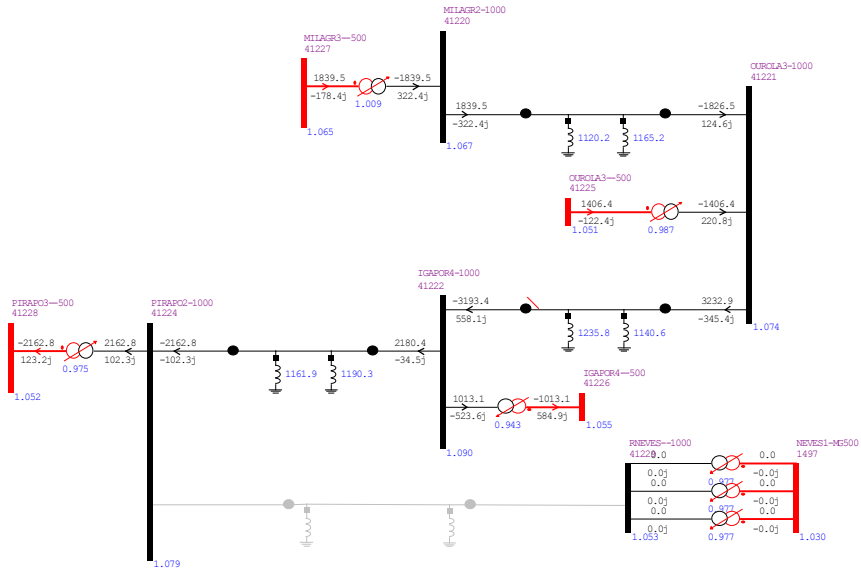 MILAGR2-1000
41220
MILAGR3--500
41227
1839.5
-178.4j
1.009
-1839.5
322.4j
1.065
1.067
1839.5
-322.4j
1120.2
1165.2
-1826.5
124.6j
OUROLA3-1000
41221
OUROLA3--500
41225
1406.4
-122.4j
1.051
0.987
-1406.4
220.8j
1.074
IGAPOR4-1000
41222
-3193.4
558.1j
1235.8
1140.6
3232.9
-345.4j
PIRAPO3--500
41228
-2162.8
123.2j
0.975
2162.8
102.3j
1.052
PIRAPO2-1000
41224
-2162.8
-102.3j
1161.9
1190.3
2180.4
-34.5j
1013.1
-523.6j
0.943
-1013.1
584.9j
IGAPOR4--500
41226
1.055
1.090
RNEVES--1000
NEVES1-MG500
1497
0.0
0.0j
0.977
0.0
-0.0j
0.0
0.0j
0.977
0.0
-0.0j
0.0
0.0j
0.977
0.0
-0.0j
1.053
1.030
1.079